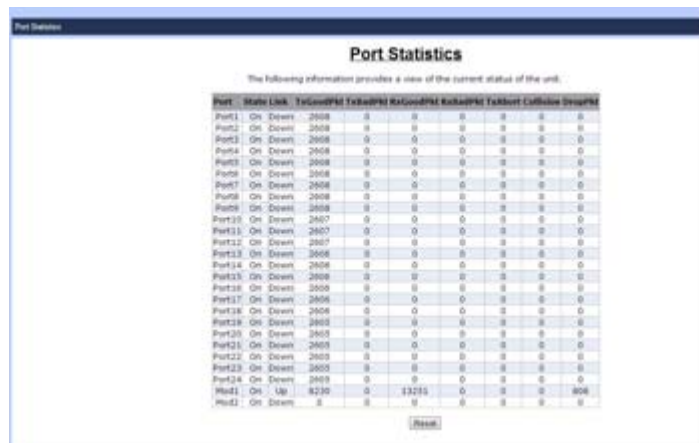 Port Statistics
Port Statistics
The following information provides a view of the current status of the unit.
Port State Link TxGoodPkt TxBadPkt RxGoodPkt RxBadPkt TxAbort Collision DropPkt
Port1 On Down 2608 0 0 0 0 0 0
Port2 On Down 2608 0 0 0 0 0 0
Port3 On Down 2608 0 0 0 0 0 0
Port4 On Down 2608 0 0 0 0 0 0
Port5 On Down 2608 0 0 0 0 0 0
Port6 On Down 2608 0 0 0 0 0 0
Port7 On Down 2608 0 0 0 0 0 0
Port8 On Down 2608 0 0 0 0 0 0
Port9 On Down 2608 0 0 0 0 0 0
Port10 On Down 2607 0 0 0 0 0 0
Port11 On Down 2607 0 0 0 0 0 0
Port12 On Down 2607 0 0 0 0 0 0
Port13 On Down 0 0 0 0 0 0
Port14 On Down 0 0 0 0 0 0
Port15 On Down 0 0 0 0 0 0
Port16 On Down 0 0 0 0 0 0
Port17 On Down 0 0 0 0 0 0
Port18 On Down 0 0 0 0 0 0
Port19 On Down 0 0 0 0 0 0
Port20 On Down 0 0 0 0 0 0
Port21 On Down 0 0 0 0 0 0
Port22 On Down 0 0 0 0 0 0
Port23 On Down 0 0 0 0 0 0
Port24 On Down 0 0 0 0 0 0
Mod1 On Up 0 0 0 0
Mod2 On Down 0 0 0 0 0 0 0
Reset